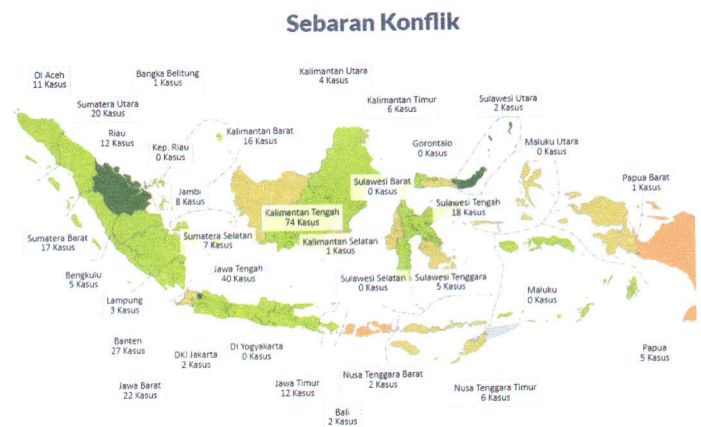 Sebaran Konflik
DI Aceh
11 Kasus
Bangka Belitung
1 Kasus
Kalimantan Utara
4 Kasus
Sumatera Utara
20 Kasus
Kalimantan Timur
6 Kasus
Sulawesi Utara
2 Kasus
Riau
12 Kasus
Kep. Riau
0 Kasus
Kalimantan Barat
16 Kasus
Gorontalo
0 Kasus
Maluku Utara
0 Kasus
Jambi
8 Kasus
Sulawesi Barat
0 Kasus
Papua Barat
1 Kasus
Kalimantan Tengah
74 Kasus
Sulawesi Tengah
18 Kasus
Sumatera Barat
17 Kasus
Sumatera Selatan
7 Kasus
Kalimantan Selatan
1 Kasus
Bengkulu
5 Kasus
Jawa Tengah
40 Kasus
Sulawesi Selatan
0 Kasus
Sulawesi Tenggara
5 Kasus
Lampung
3 Kasus
Maluku
0 Kasus
Banten
27 Kasus
DKI Jakarta
2 Kasus
DI Yogyakarta
0 Kasus
Papua
5 Kasus
Jawa Barat
22 Kasus
Jawa Timur
12 Kasus
Nusa Tenggara Barat
2 Kasus
Nusa Tenggara Timur
6 Kasus
Bali
2 Kasus